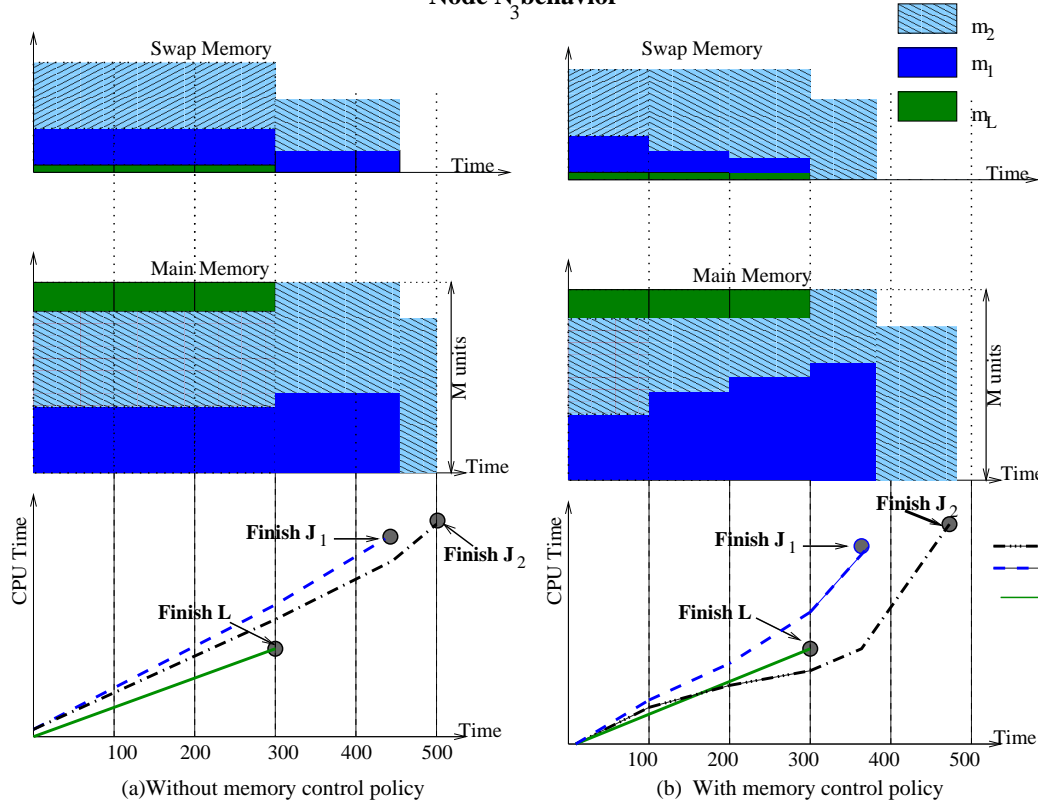 Node N3 behavior
Swap Memory
Time
Swap Memory
Time
m2
m1
mL
Main Memory
M units
Time
Main Memory
M units
Time
CPU Time
Finish J1
Finish J2
Finish L
Time
100 200 300 400 500
CPU Time
Finish J1
Finish J2
Finish L
Time
100 200 300 400 500
(a)Without memory control policy
(b) With memory control policy